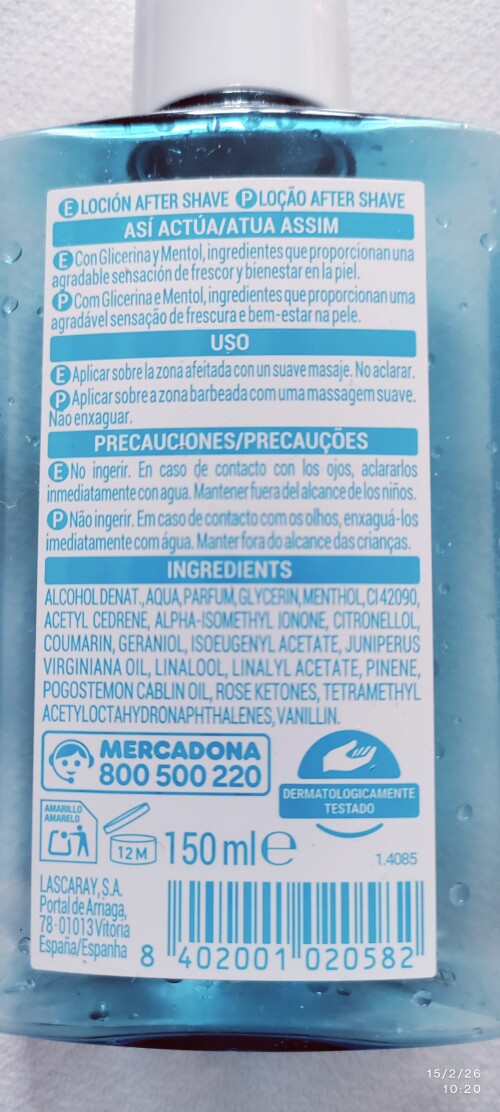 E LOCIÓN AFTER SHAVE P LOÇÃO AFTER SHAVE
ASÍ ACTÚA/ATUA ASSIM
E Con Glicerina y Mentol, ingredientes que proporcionan una
agradable sehsación de frescor y bienestar en la piel.
P Com Glicerina e Mentol, ingredientes que proporcionam uma
agradável sensação de frescura e bem-estar na pele.
USO
E Aplicar sobre la zona afeitada con un suave masaje. No aclarar.
P Aplicar sobre a zona barbeada com uma massagem suave.
Não enxaguar.
PRECAUCIONES/PRECAUÇÕES
E No ingerir. En caso de contacto con los ojos, aclararlos
inmediatamente con agua. Mantener fuera del alcance de los niños.
P Não ingerir. Em caso de contacto com os olhos, enxaguá-los
imediatamente com água. Manter fora do alcance das crianças.
INGREDIENTS
ALCOHOL DENAT., AQUA, PARFUM, GLYCERIN, MENTHOL, CI 42090,
ACETYL CEDRENE, ALPHA-ISOMETHYL IONONE, CITRONELLOL,
COUMARIN, GERANIOL, ISOEUGENYL ACETATE, JUNIPERUS
VIRGINIANA OIL, LINALOOL, LINALYL ACETATE, PINENE,
POGOSTEMON CABLIN OIL, ROSE KETONES, TETRAMETHYL
ACETYLOCTAHYDRONAPHTHALENES, VANILLIN.
MERCADONA
800 500 220
DERMATOLOGICAMENTE
TESTADO
AMARILLO
AMARELO
12 M
150 ml e
1.4085
LASCARAY, S.A.
Portal de Arriaga,
78-01013 Vitoria
España/Espanha
8 402001 020582
15/2/26
10:20